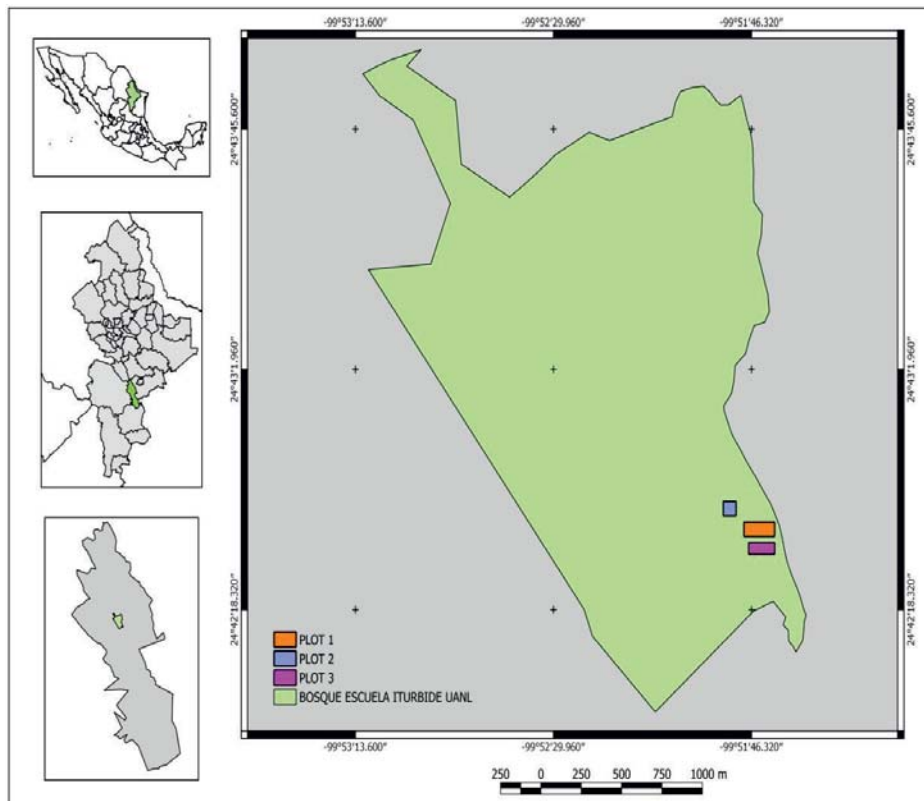 -99°53'13.600" -99°52'29.960" -99°51'46.320"
24°43'45.600" 24°43'45.600"
24°43'1.960" 24°43'1.960"
24°42'18.320" 24°42'18.320"
PLOT 1
PLOT 2
PLOT 3
BOSQUE ESCUELA ITURBIDE UANL
-99°53'13.600" -99°52'29.960" -99°51'46.320"
250 0 250 500 750 1000 m